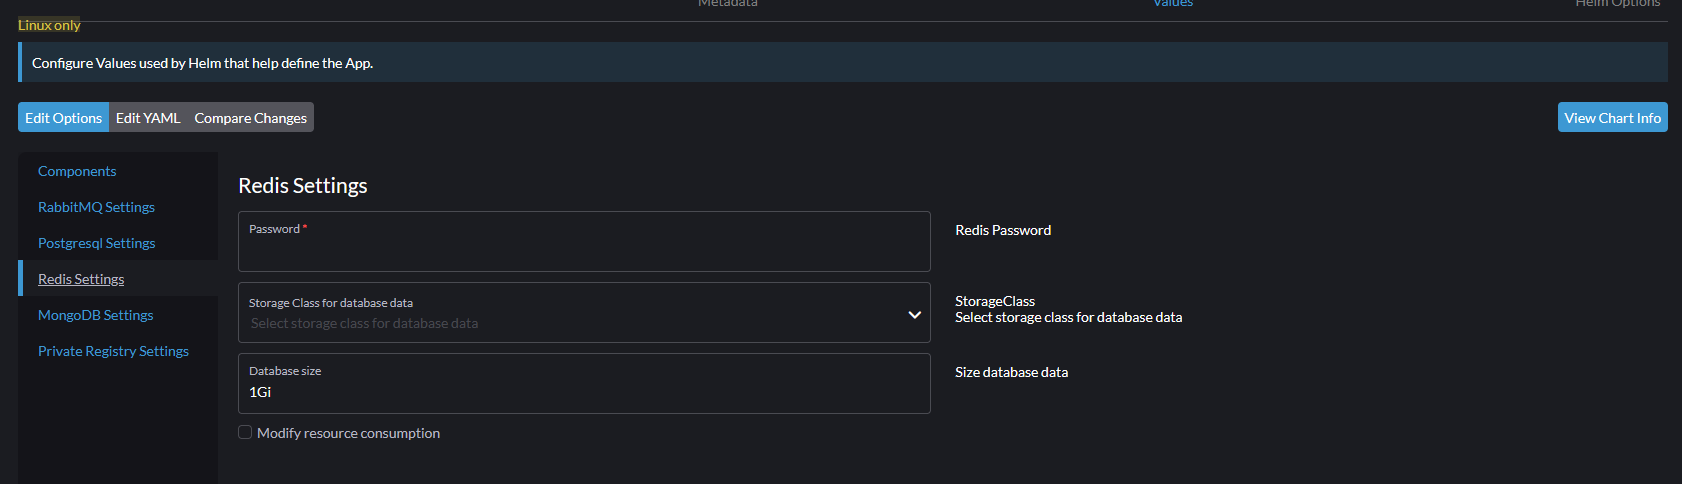 Metadata
Values
Helm Options
Linux only
Configure Values used by Helm that help define the App.
Edit Options
Edit YAML
Compare Changes
View Chart Info
Components
RabbitMQ Settings
Postgresql Settings
Redis Settings
MongoDB Settings
Private Registry Settings
Redis Settings
Password *
Redis Password
Storage Class for database data
Select storage class for database data
StorageClass
Select storage class for database data
Database size
1Gi
Size database data
Modify resource consumption